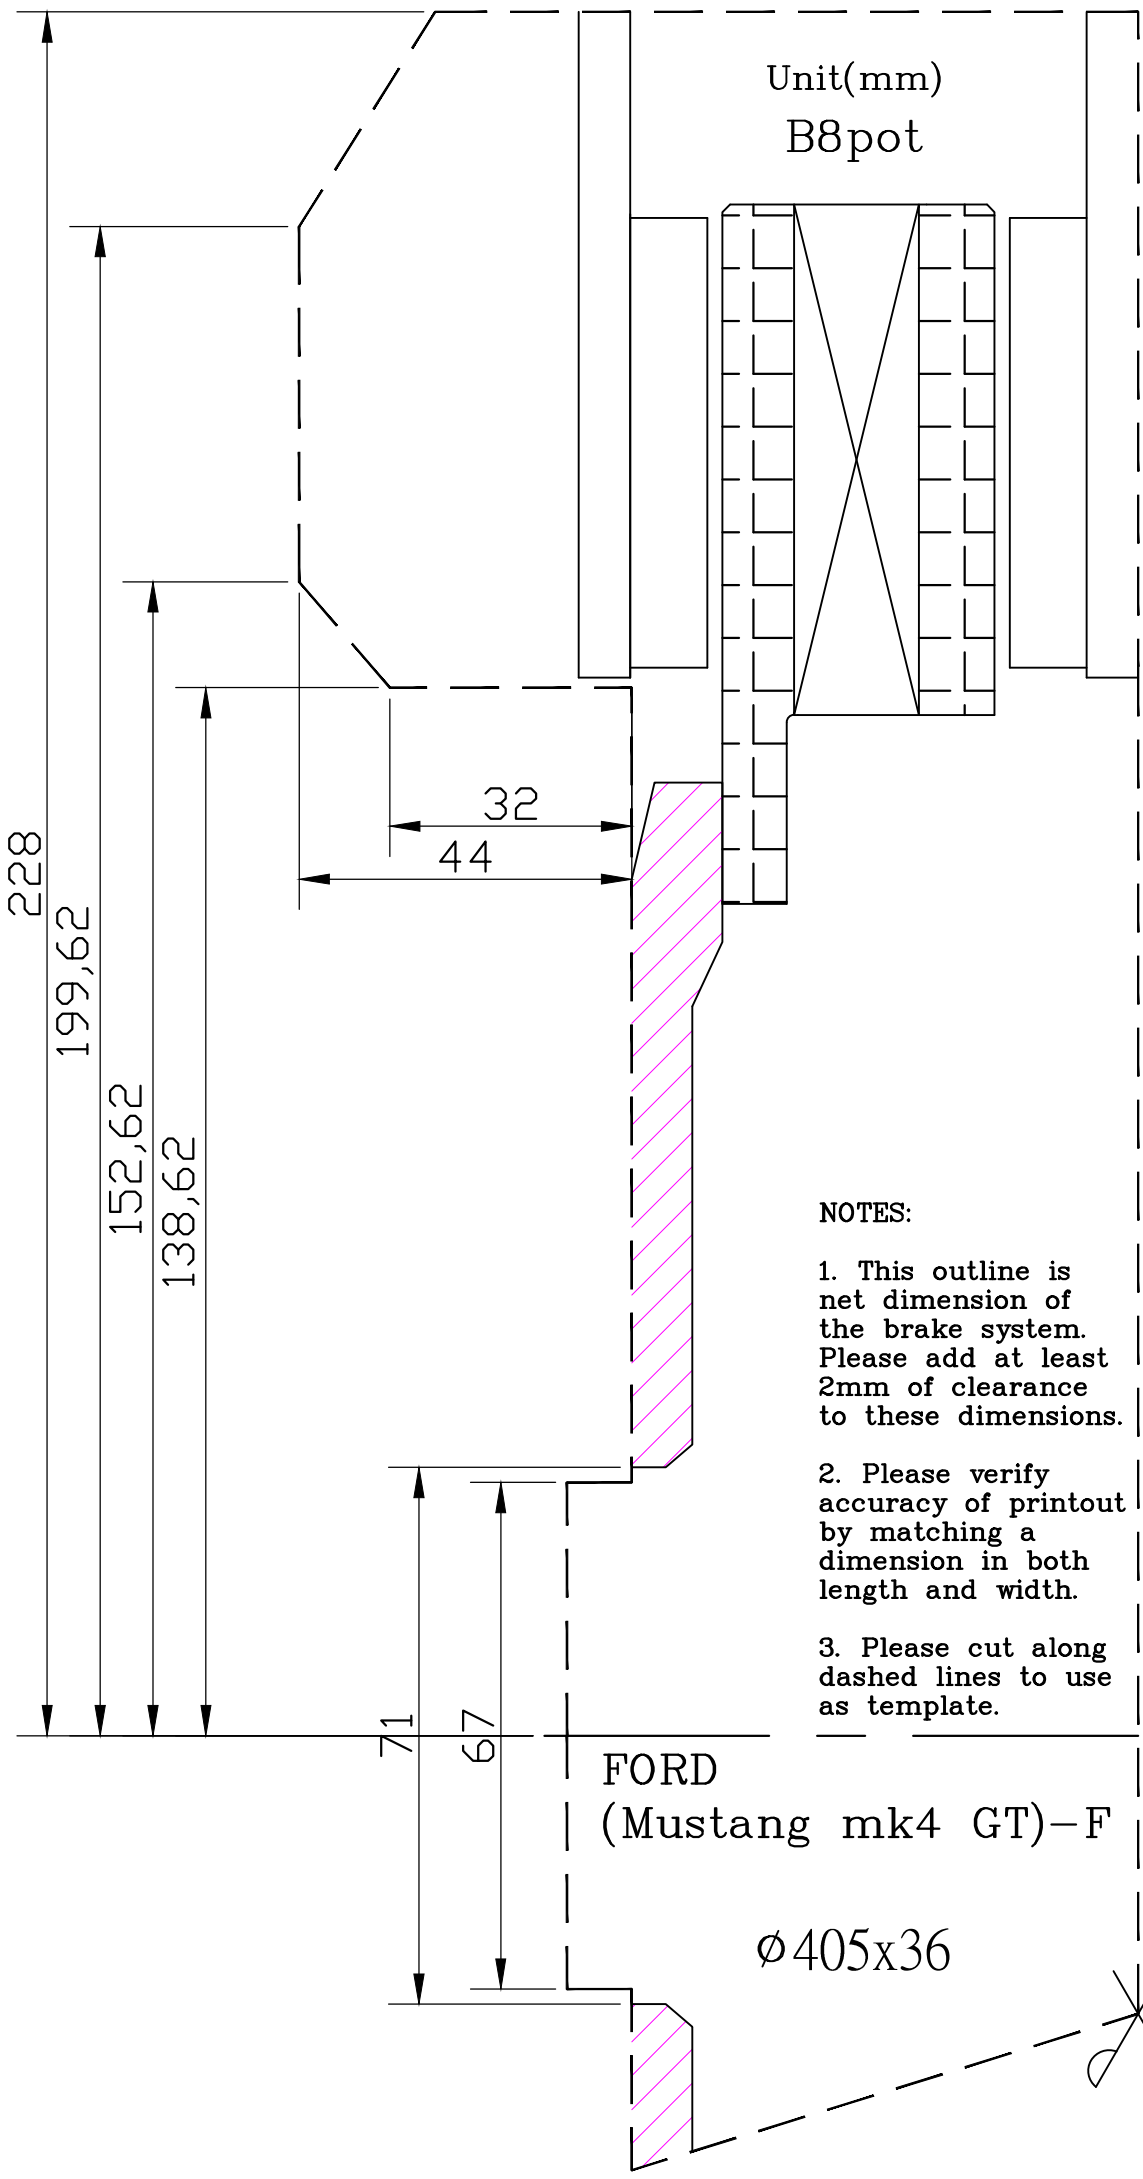 Unit(mm)
B8pot
32
44
228
199,62
152,62
138,62
NOTES:
1. This outline is
net dimension of
the brake system.
Please add at least
2mm of clearance
to these dimensions.
2. Please verify
accuracy of printout
by matching a
dimension in both
length and width.
3. Please cut along
dashed lines to use
as template.
71
67
FORD
(Mustang mk4 GT)-F
Ø405x36